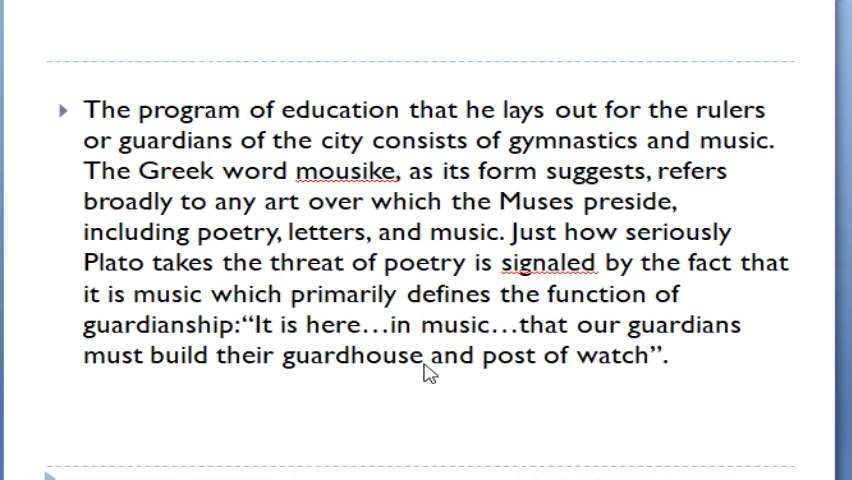 The program of education that he lays out for the rulers
or guardians of the city consists of gymnastics and music.
The Greek word mousike, as its form suggests, refers
broadly to any art over which the Muses preside,
including poetry, letters, and music. Just how seriously
Plato takes the threat of poetry is signaled by the fact that
it is music which primarily defines the function of
guardianship:“It is here…in music…that our guardians
must build their guardhouse and post of watch”.